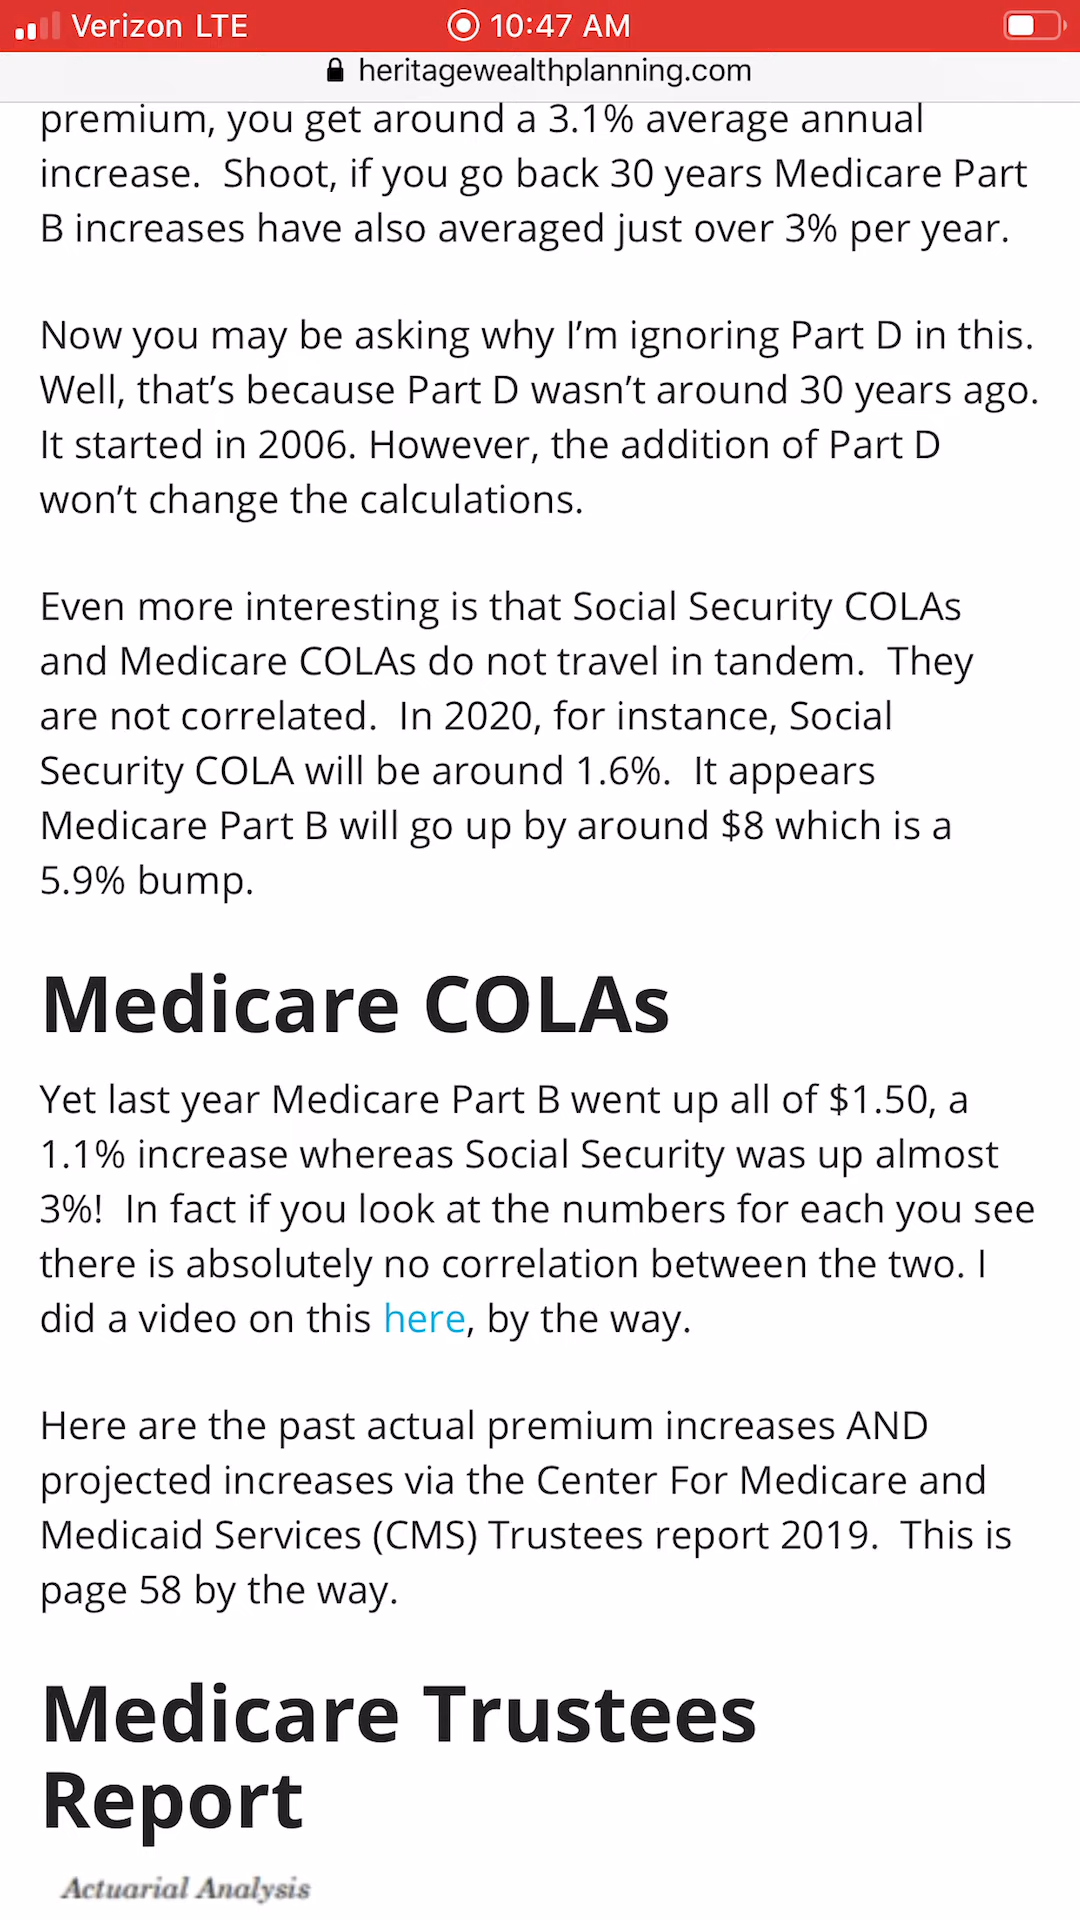 Verizon LTE 10:47 AM
heritagewealthplanning.com
premium, you get around a 3.1% average annual
increase.  Shoot, if you go back 30 years Medicare Part
B increases have also averaged just over 3% per year.
Now you may be asking why I’m ignoring Part D in this.
Well, that’s because Part D wasn’t around 30 years ago.
It started in 2006. However, the addition of Part D
won’t change the calculations.
Even more interesting is that Social Security COLAs
and Medicare COLAs do not travel in tandem.  They
are not correlated.  In 2020, for instance, Social
Security COLA will be around 1.6%.  It appears
Medicare Part B will go up by around $8 which is a
5.9% bump.
Medicare COLAs
Yet last year Medicare Part B went up all of $1.50, a
1.1% increase whereas Social Security was up almost
3%!  In fact if you look at the numbers for each you see
there is absolutely no correlation between the two. I
did a video on this here, by the way.
Here are the past actual premium increases AND
projected increases via the Center For Medicare and
Medicaid Services (CMS) Trustees report 2019.  This is
page 58 by the way.
Medicare Trustees
Report
Actuarial Analysis